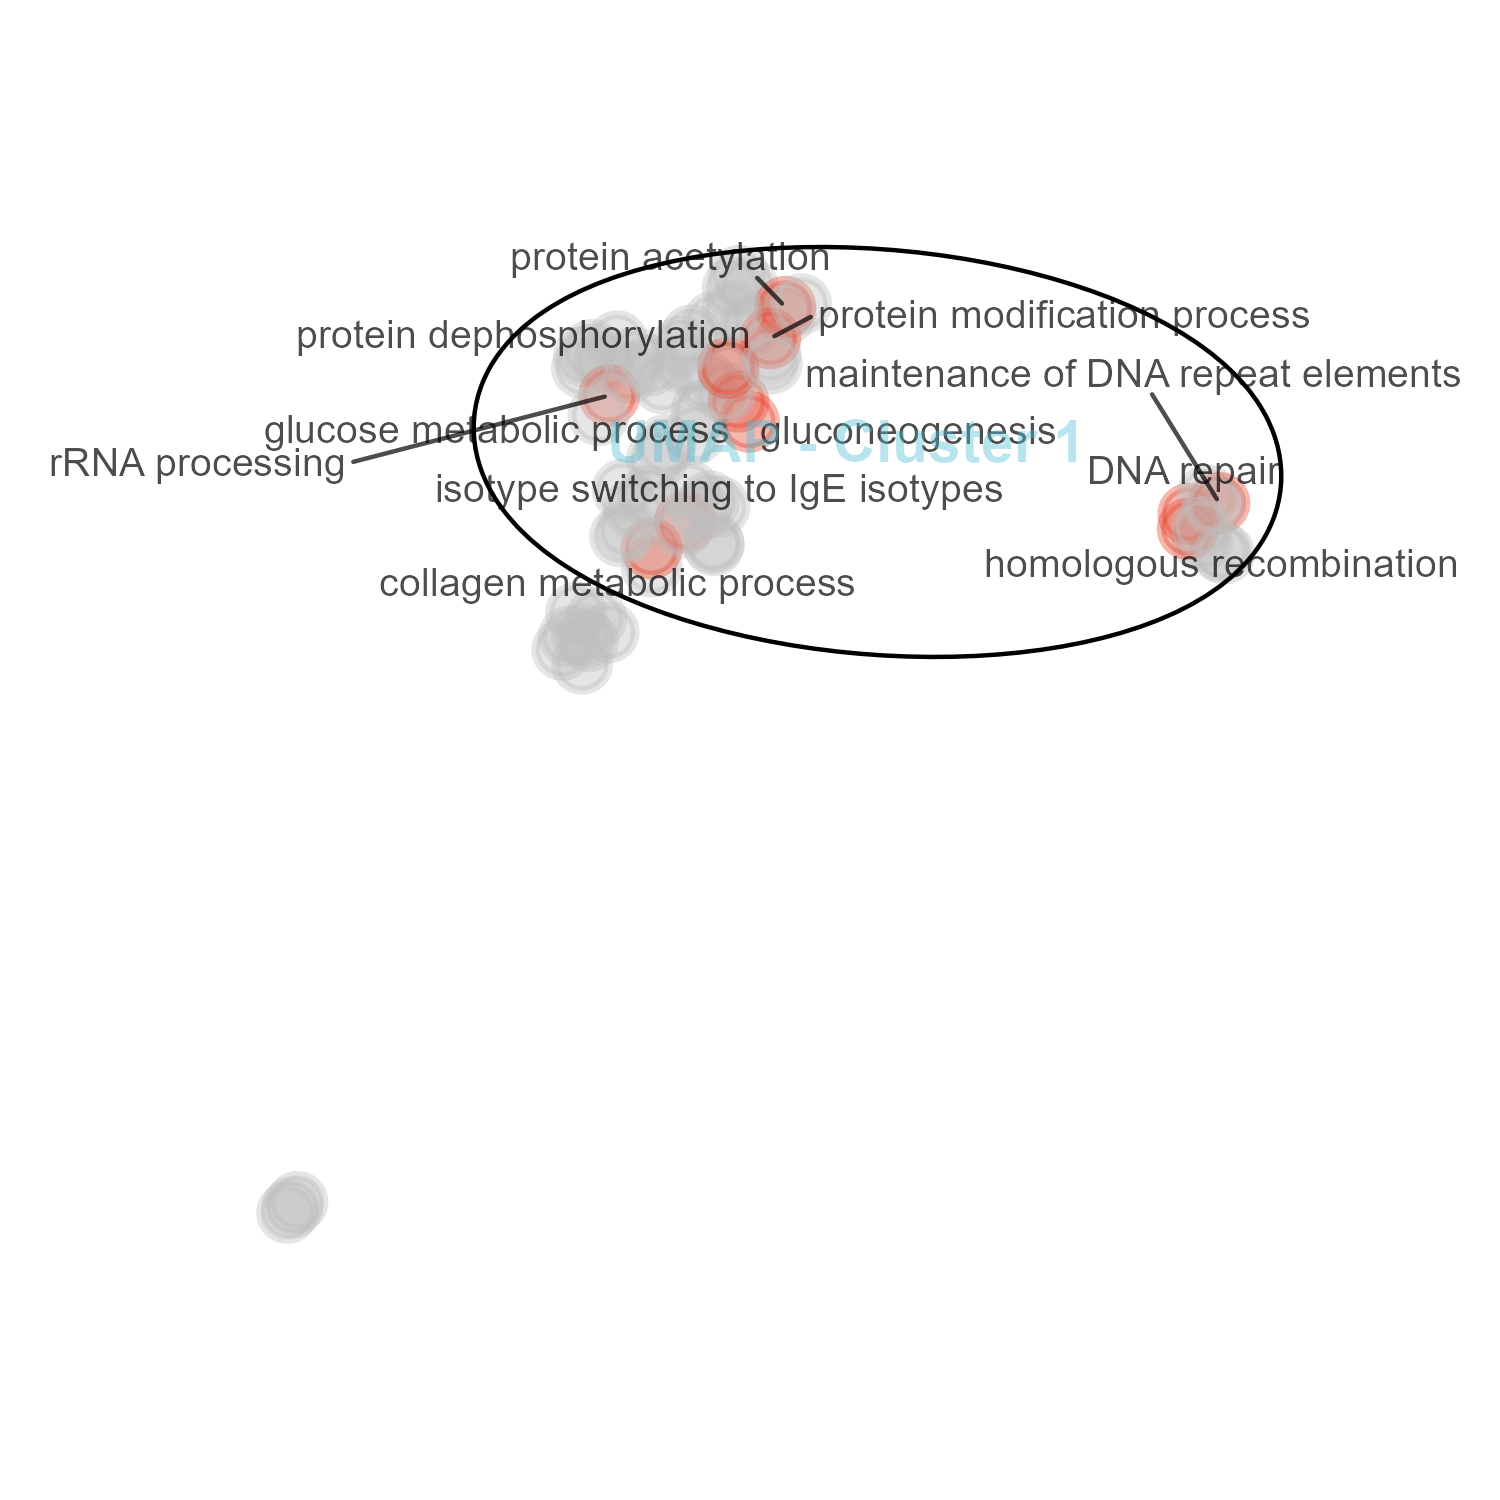 protein acetylation
protein modification process
protein dephosphorylation
maintenance of DNA repeat elements
glucose metabolic process
gluconeogenesis
UMAP - Cluster 1
rRNA processing
DNA repair
isotype switching to IgE isotypes
homologous recombination
collagen metabolic process